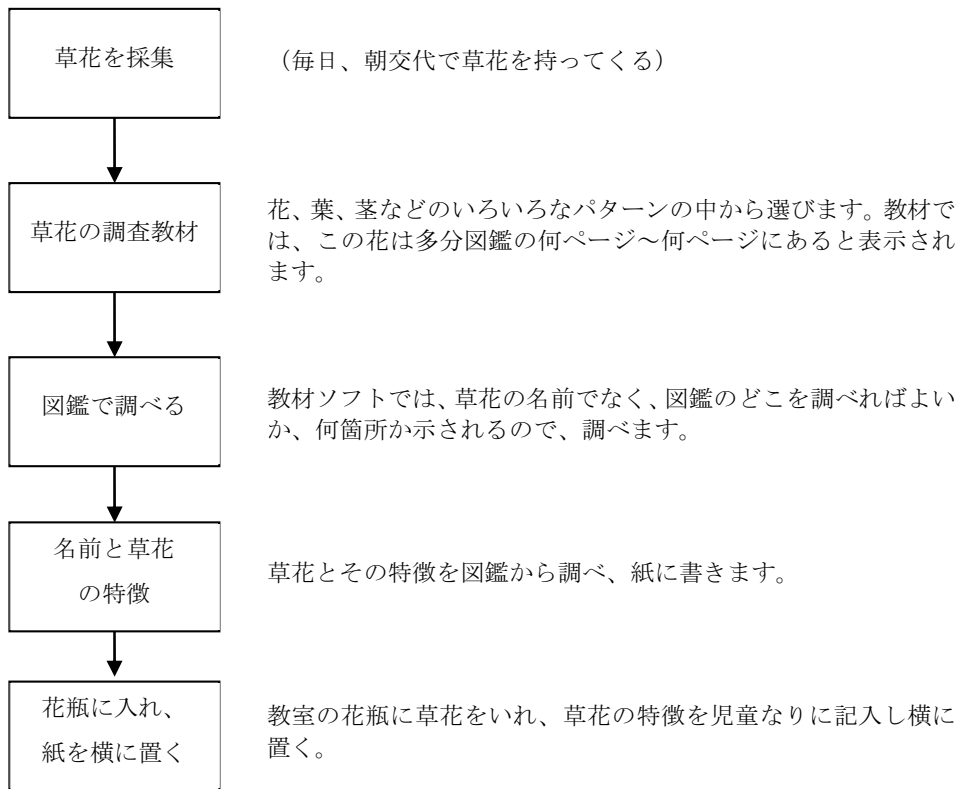 草花を採集
（毎日、朝交代で草花を持ってくる）
草花の調査教材
花、葉、茎などのいろいろなパターンの中から選びます。教材で
は、この花は多分図鑑の何ページ～何ページにあると表示され
ます。
図鑑で調べる
教材ソフトでは、草花の名前でなく、図鑑のどこを調べればよい
か、何箇所か示されるので、調べます。
名前と草花
の特徴
草花とその特徴を図鑑から調べ、紙に書きます。
花瓶に入れ、
紙を横に置く
教室の花瓶に草花をいれ、草花の特徴を児童なりに記入し横に
置く。